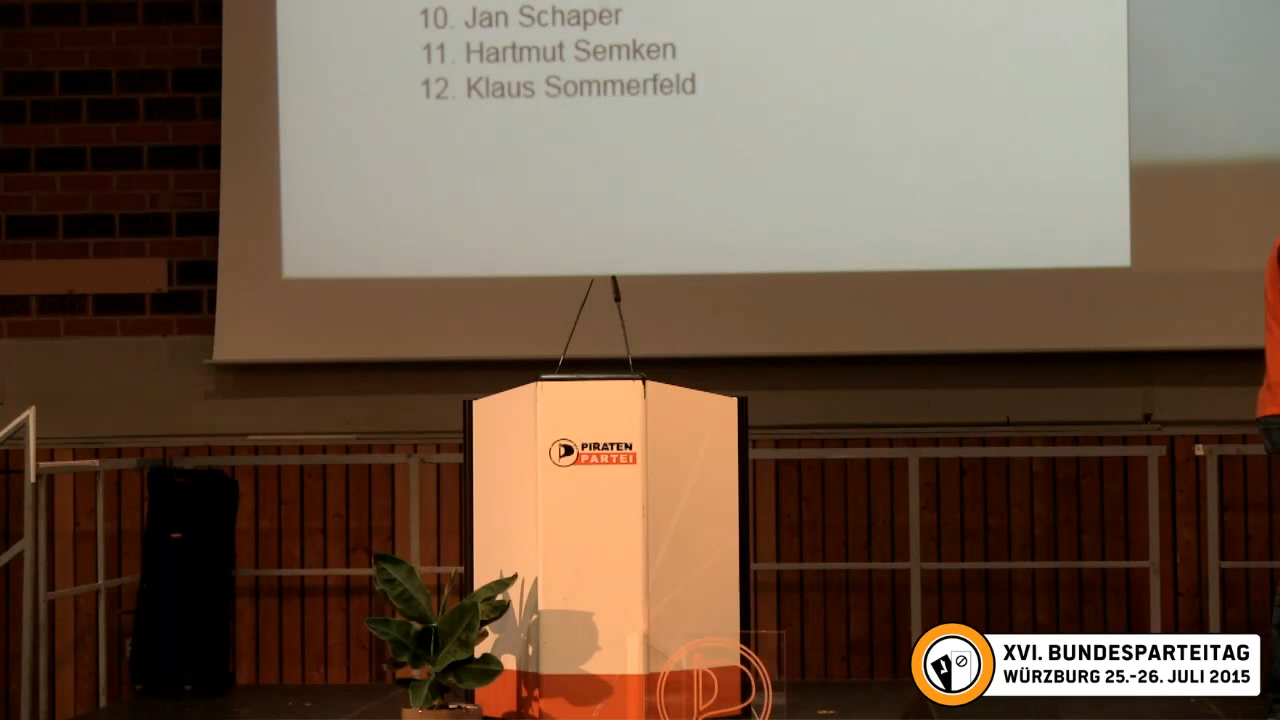 10. Jan Schaper
11. Hartmut Semken
12. Klaus Sommerfeld
PIRATEN
PARTEI
XVI. BUNDESPARTEITAG
WÜRZBURG 25.-26. JULI 2015